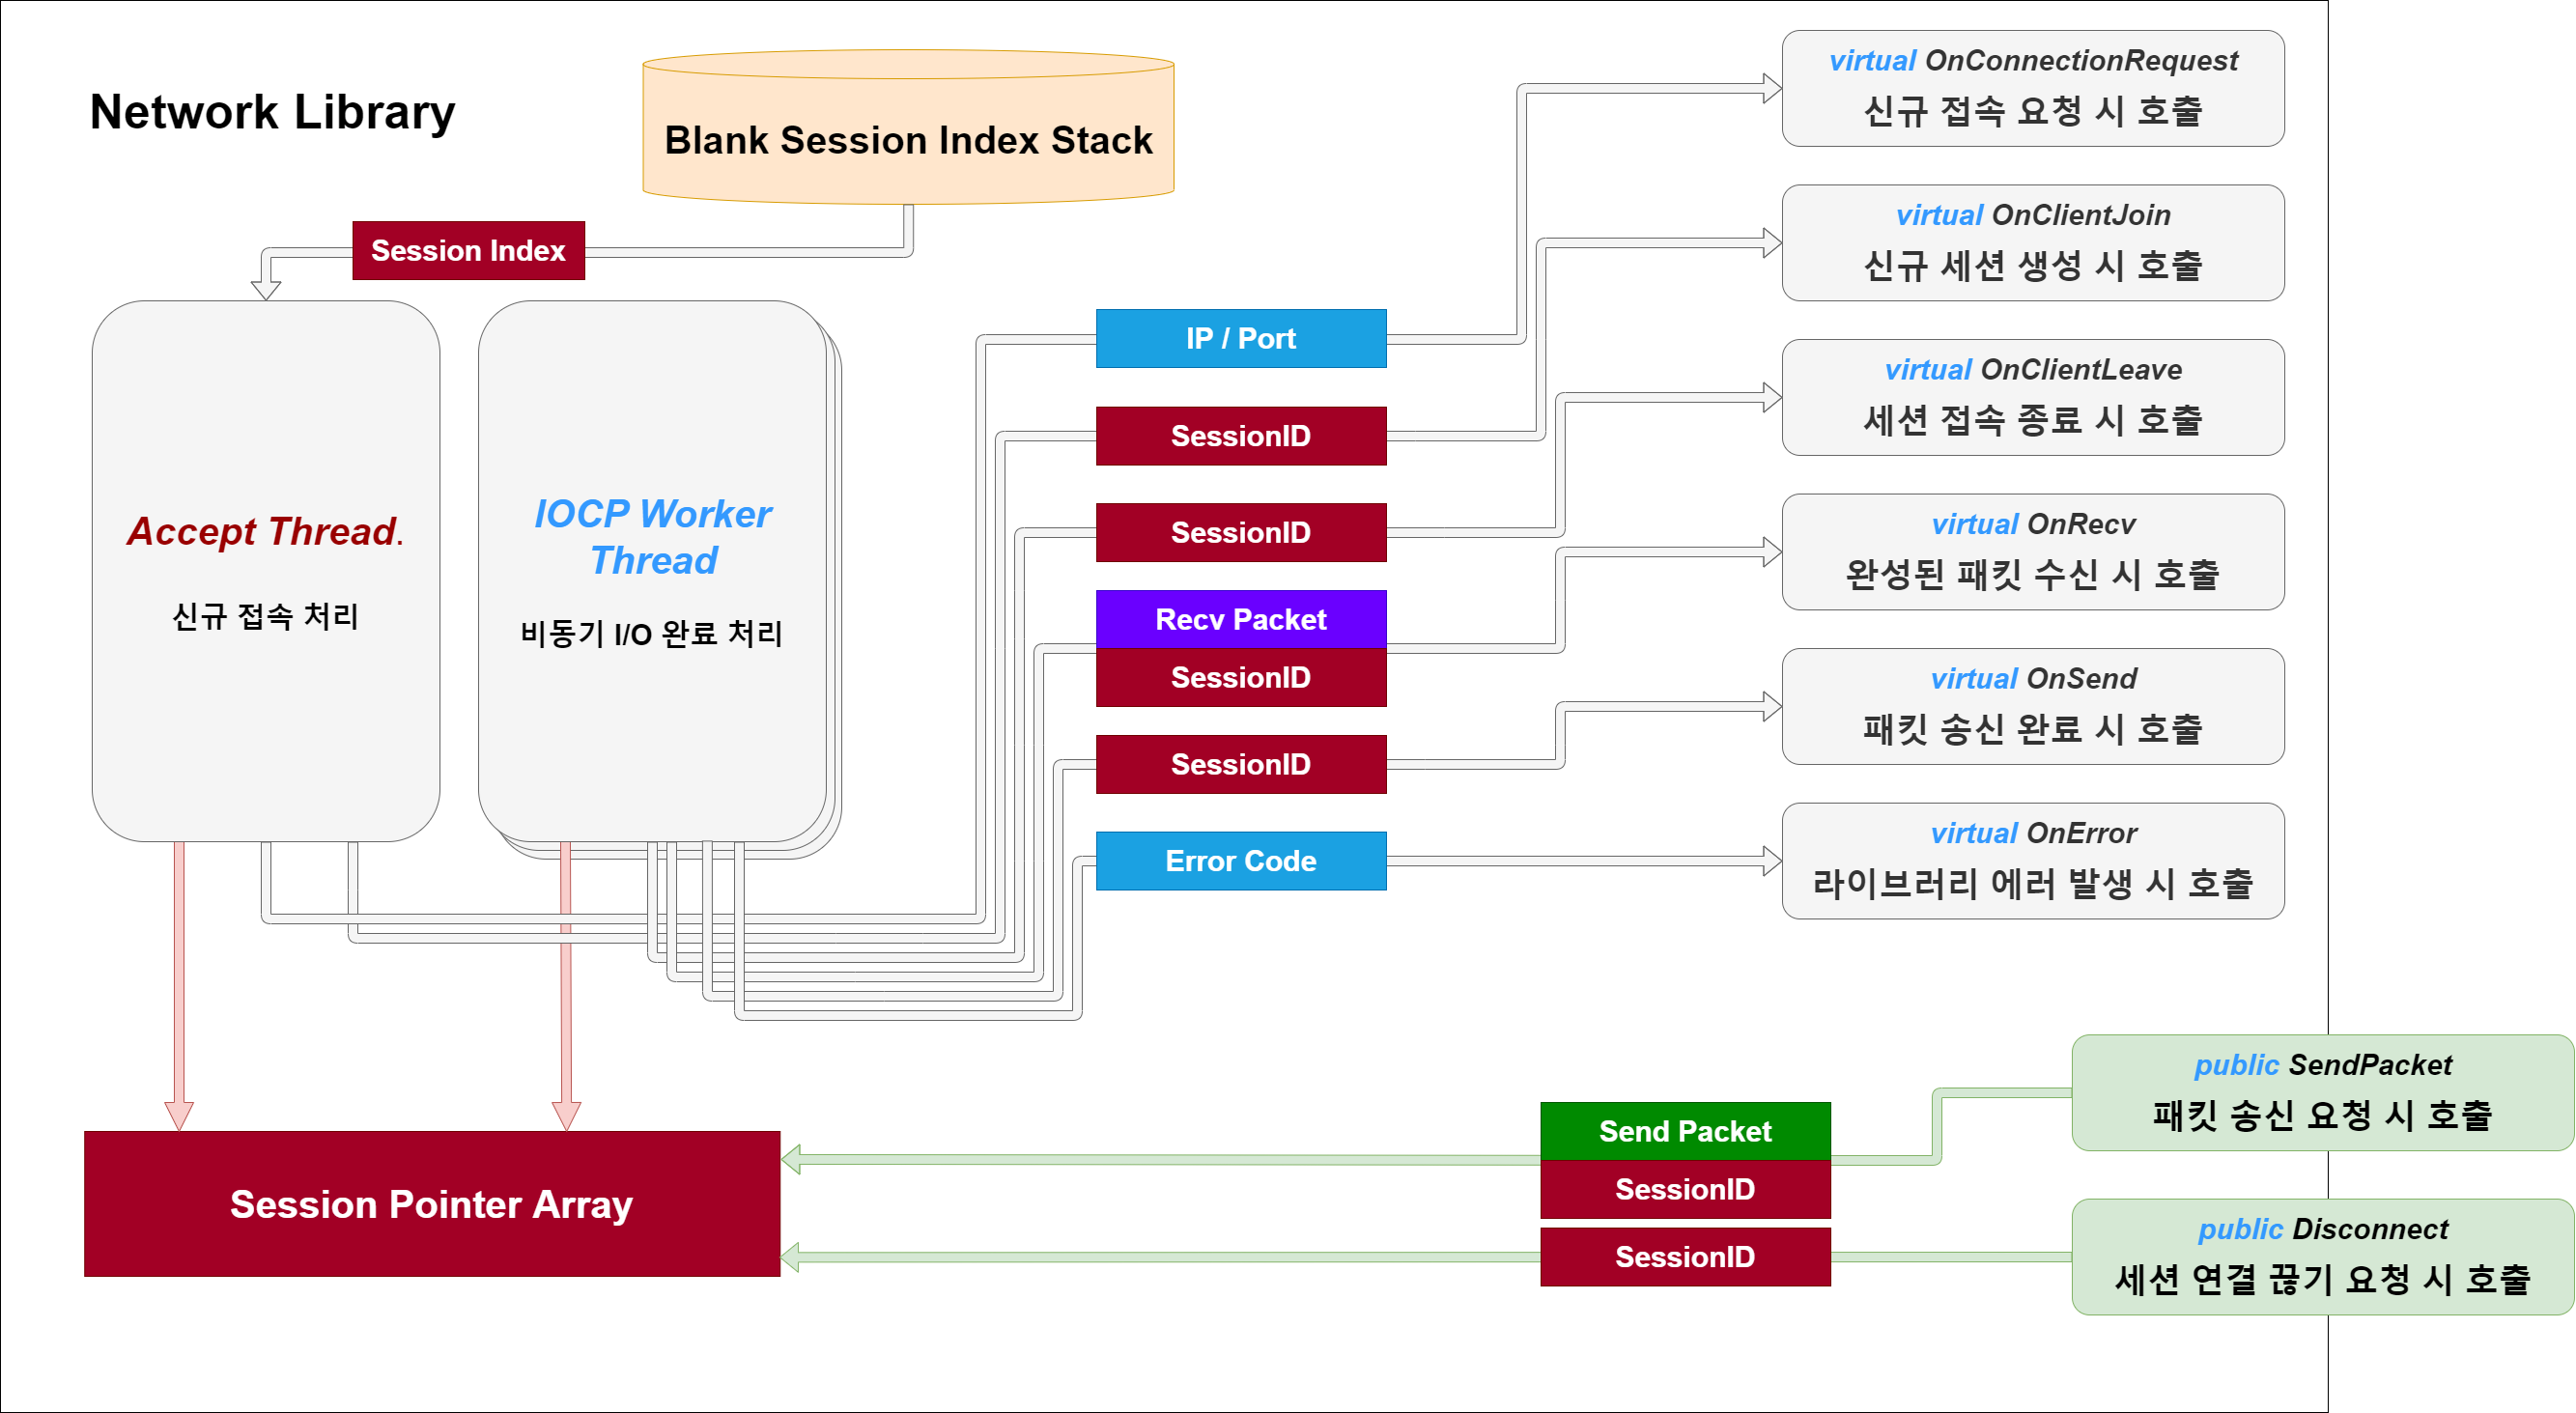 Network Library
Blank Session Index Stack
Session Index
Accept Thread.
신규 접속 처리
IOCP Worker
Thread
비동기 I/O 완료 처리
IP / Port
SessionID
SessionID
Recv Packet
SessionID
SessionID
Error Code
virtual OnConnectionRequest
신규 접속 요청 시 호출
virtual OnClientJoin
신규 세션 생성 시 호출
virtual OnClientLeave
세션 접속 종료 시 호출
virtual OnRecv
완성된 패킷 수신 시 호출
virtual OnSend
패킷 송신 완료 시 호출
virtual OnError
라이브러리 에러 발생 시 호출
public SendPacket
패킷 송신 요청 시 호출
Send Packet
SessionID
public Disconnect
세션 연결 끊기 요청 시 호출
SessionID
Session Pointer Array